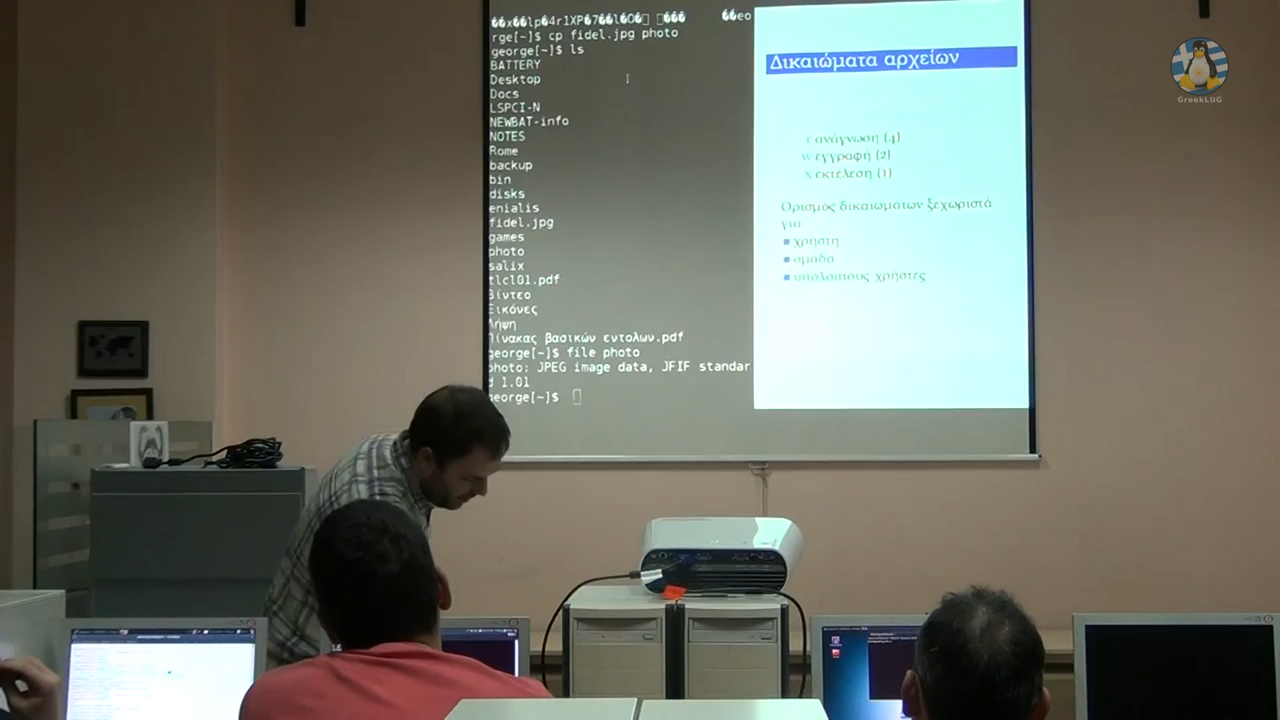 rge[~]$ cp fidel.jpg photo
george[~]$ ls
BATTERY
Desktop
Docs
LSPCI-N
NEWBAT-info
NOTES
Rome
backup
bin
disks
enialis
fidel.jpg
games
photo
salix
tlcl01.pdf
Βίντεο
Εικόνες
Λήψη
Πίνακας βασικών εντολων.pdf
george[~]$ file photo
photo: JPEG image data, JFIF standar
d 1.01
george[~]$
Δικαιώματα αρχείων
r ανάγνωση (4)
w εγγραφή (2)
x εκτέλεση (1)
Ορισμός δικαιωμάτων ξεχωριστά
για:
χρήστη
ομάδα
υπόλοιπους χρήστες
GreekLUG